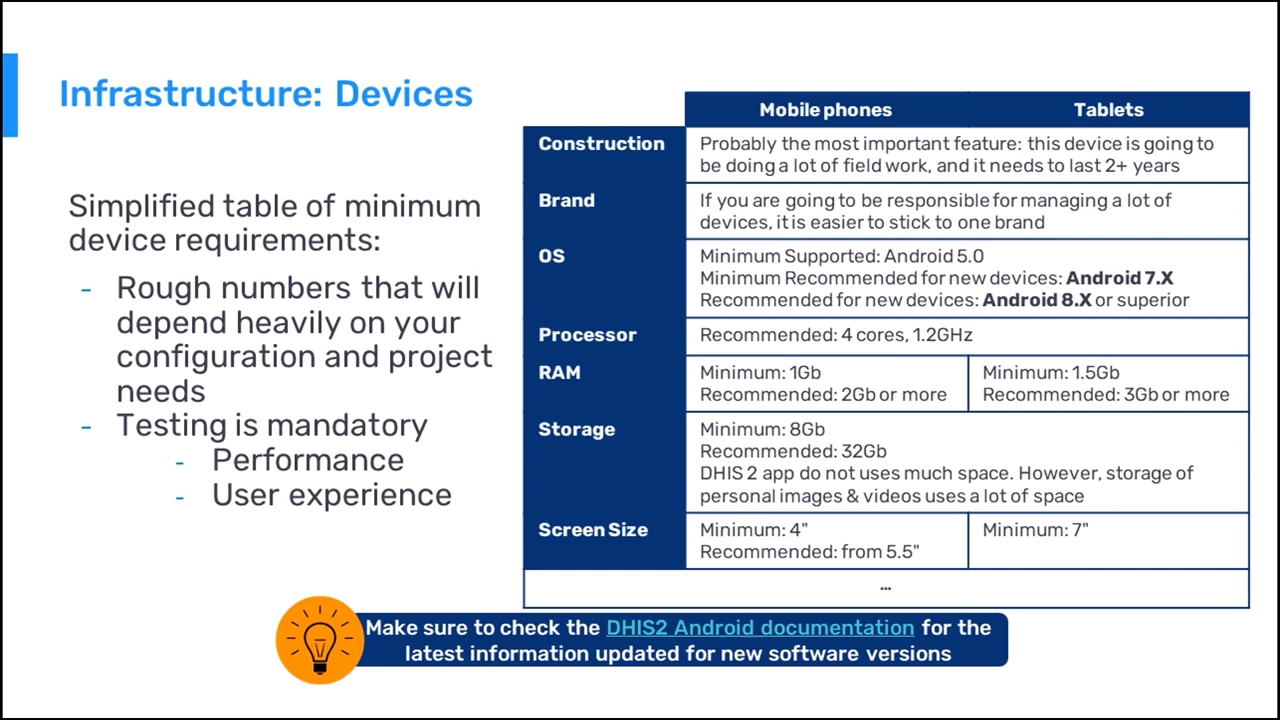 Infrastructure: Devices
Simplified table of minimum
device requirements:
- Rough numbers that will
depend heavily on your
configuration and project
needs
- Testing is mandatory
- Performance
- User experience
Mobile phones Tablets
Construction Probably the most important feature: this device is going to
be doing a lot of field work, and it needs to last 2+ years
Brand If you are going to be responsible for managing a lot of
devices, it is easier to stick to one brand
OS Minimum Supported: Android 5.0
Minimum Recommended for new devices: Android 7.X
Recommended for new devices: Android 8.X or superior
Processor Recommended: 4 cores, 1.2GHz
RAM Minimum: 1Gb Minimum: 1.5Gb
Recommended: 2Gb or more Recommended: 3Gb or more
Storage Minimum: 8Gb
Recommended: 32Gb
DHIS 2 app do not uses much space. However, storage of
personal images & videos uses a lot of space
Screen Size Minimum: 4" Minimum: 7"
Recommended: from 5.5"
...
Make sure to check the DHIS2 Android documentation for the
latest information updated for new software versions